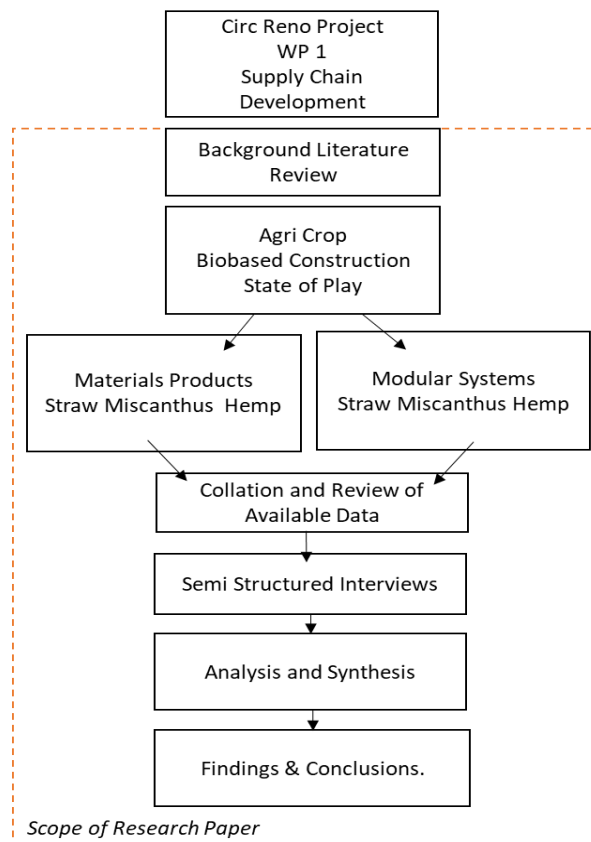 Circ Reno Project
WP 1
Supply Chain
Development
Background Literature
Review
Agri Crop
Biobased Construction
State of Play
Materials Products
Straw Miscanthus Hemp
Modular Systems
Straw Miscanthus Hemp
Collation and Review of
Available Data
Semi Structured Interviews
Analysis and Synthesis
Findings & Conclusions.
Scope of Research Paper